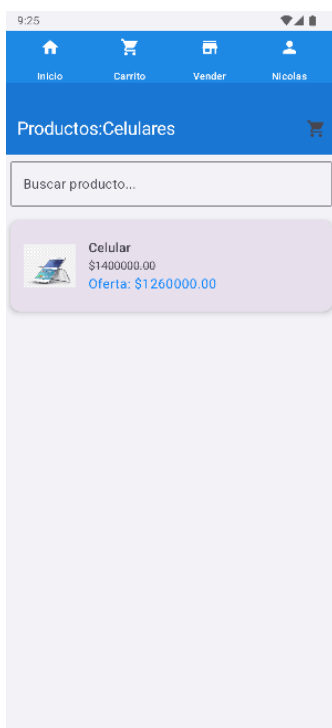 9:25
Inicio Carrito Vender Nicolas
Productos:Celulares
Buscar producto...
Celular
$1400000.00
Oferta: $1260000.00